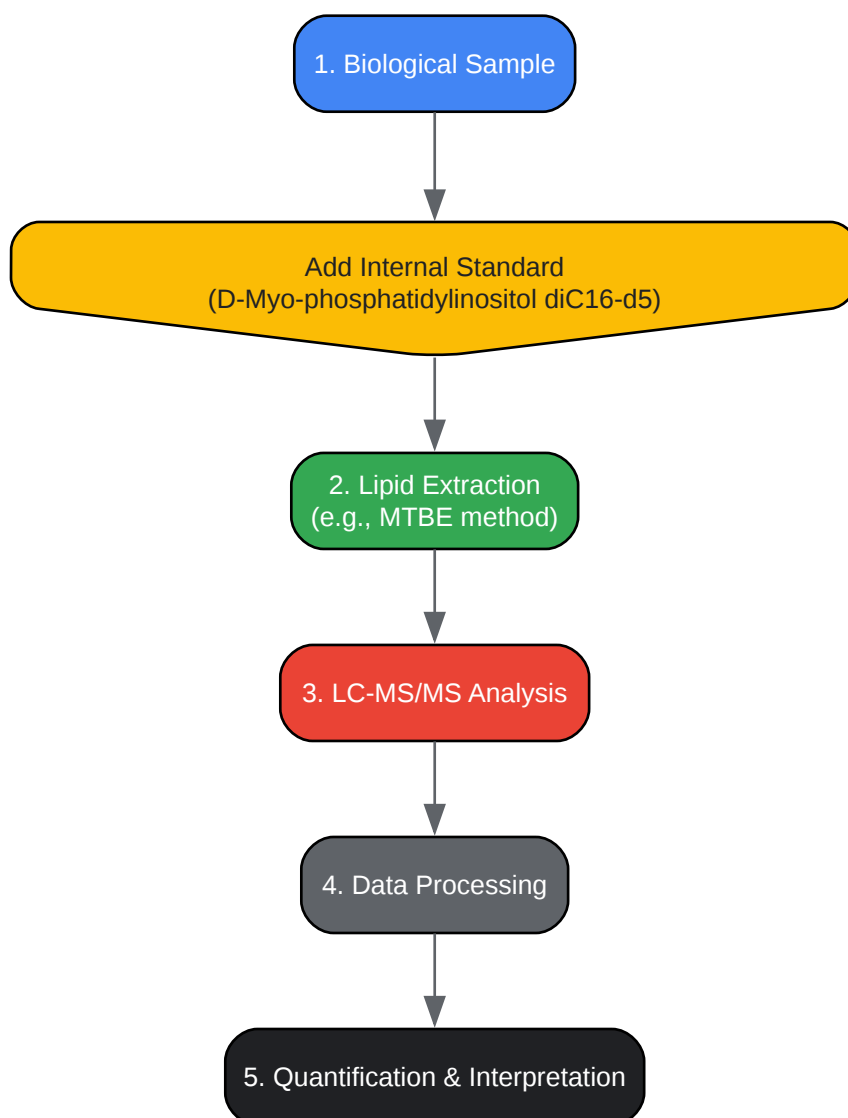 1. Biological Sample
Add Internal Standard
(D-Myo-phosphatidylinositol diC16-d5)
2. Lipid Extraction
(e.g., MTBE method)
3. LC-MS/MS Analysis
4. Data Processing
5. Quantification & Interpretation